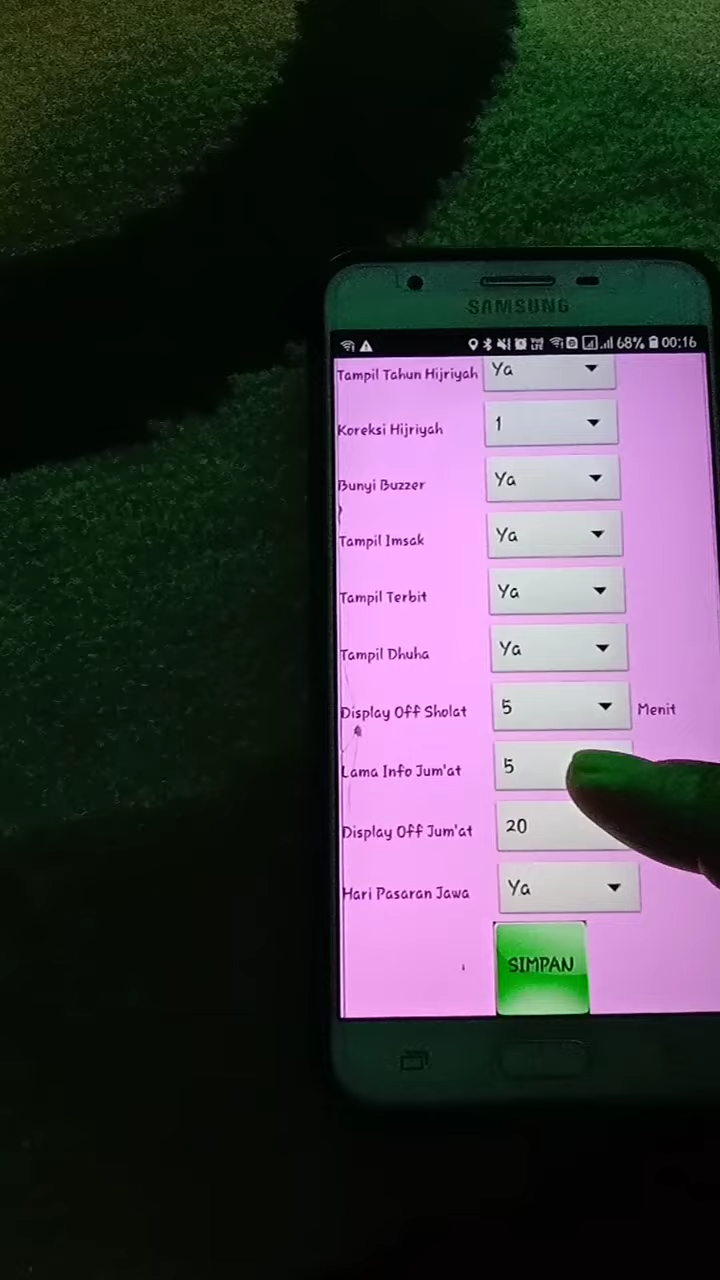 SAMSUNG
68% 00:16
Tampil Tahun Hijriyah Ya
Koreksi Hijriyah 1
Bunyi Buzzer Ya
Tampil Imsak Ya
Tampil Terbit Ya
Tampil Dhuha Ya
Display Off Sholat 5 Menit
Lama Info Jum'at 5
Display Off Jum'at 20
Hari Pasaran Jawa Ya
SIMPAN